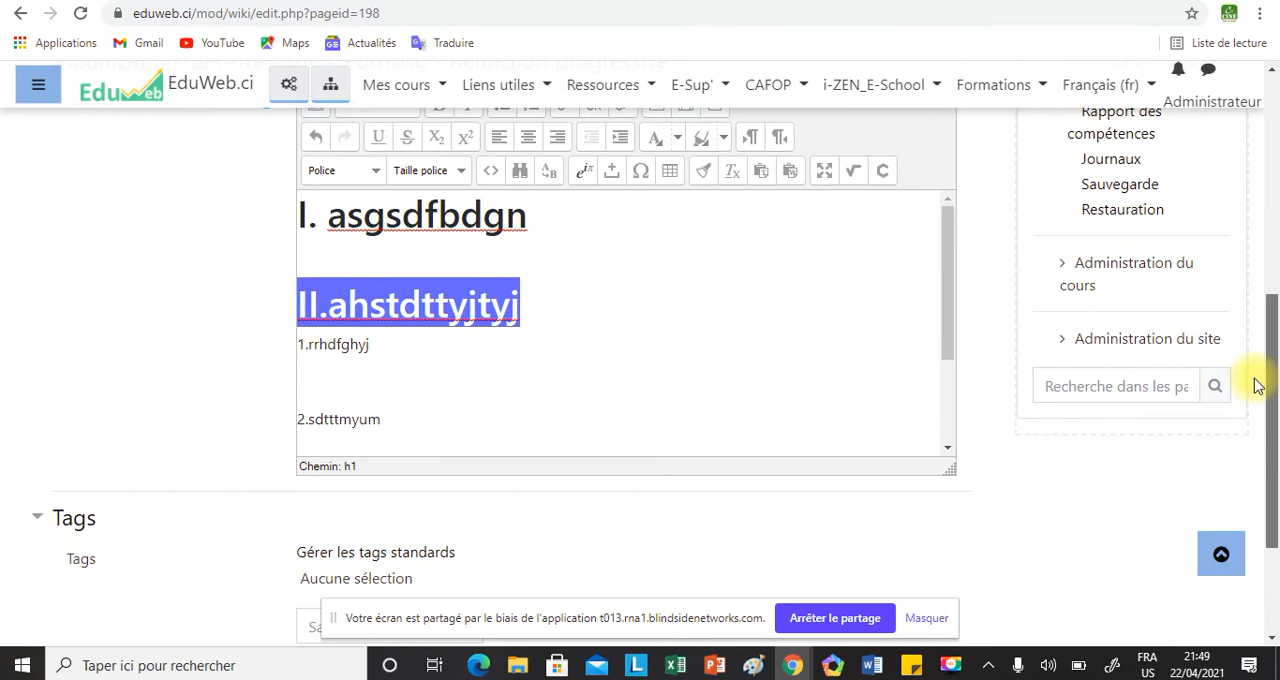 eduweb.ci/mod/wiki/edit.php?pageid=198
Applications
Gmail
YouTube
Maps
Actualités
Traduire
Liste de lecture
Edu Web
EduWeb.ci
Mes cours
Liens utiles
Ressources
E-Sup'
CAFOP
i-ZEN_E-School
Formations
Français (fr)
Administrateur
Rapport des
compétences
Journaux
Sauvegarde
Restauration
Administration du
cours
Administration du site
Recherche dans les pa
Police
Taille police
I. asgsdfbdgn
II.ahstdttyjtyj
1.rrhdfghyj
2.sdtttmyum
Chemin: h1
Tags
Tags
Gérer les tags standards
Aucune sélection
Votre écran est partagé par le biais de l'application t013.rna1.blindsidenetworks.com.
Arrêter le partage
Masquer
Taper ici pour rechercher
FRA
US
21:49
22/04/2021